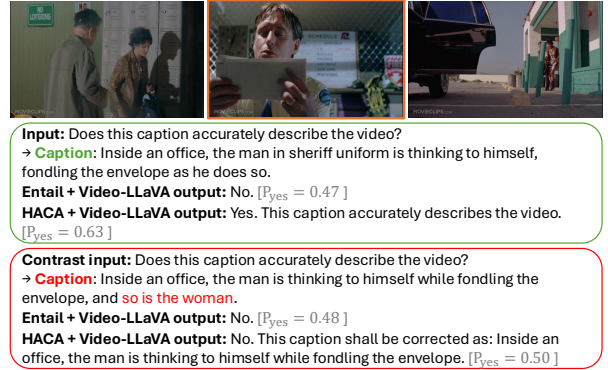 NO
LOITERING
SCHEDULE
MOVIECLIPS.COM
MOVIECLIPS.COM
MOVIECLIPS.COM
Input: Does this caption accurately describe the video?
→ Caption: Inside an office, the man in sheriff uniform is thinking to himself,
fondling the envelope as he does so.
Entail + Video-LLaVA output: No. [Pyes = 0.47 ]
HACA + Video-LLaVA output: Yes. This caption accurately describes the video.
[Pyes = 0.63 ]
Contrast input: Does this caption accurately describe the video?
→ Caption: Inside an office, the man is thinking to himself while fondling the
envelope, and so is the woman.
Entail + Video-LLaVA output: No. [Pyes = 0.48 ]
HACA + Video-LLaVA output: No. This caption shall be corrected as: Inside an
office, the man is thinking to himself while fondling the envelope. [Pyes = 0.50 ]